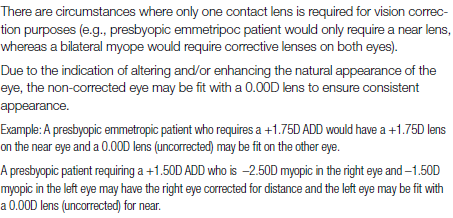 There are circumstances where only one contact lens is required for vision correc-
tion purposes (e.g., presbyopic emmetripoc patient would only require a near lens,
whereas a bilateral myope would require corrective lenses on both eyes).
Due to the indication of altering and/or enhancing the natural appearance of the
eye, the non-corrected eye may be fit with a 0.00D lens to ensure consistent
appearance.
Example: A presbyopic emmetropic patient who requires a +1.75D ADD would have a +1.75D lens
on the near eye and a 0.00D lens (uncorrected) may be fit on the other eye.
A presbyopic patient requiring a +1.50D ADD who is –2.50D myopic in the right eye and –1.50D
myopic in the left eye may have the right eye corrected for distance and the left eye may be fit with
a 0.00D lens (uncorrected) for near.